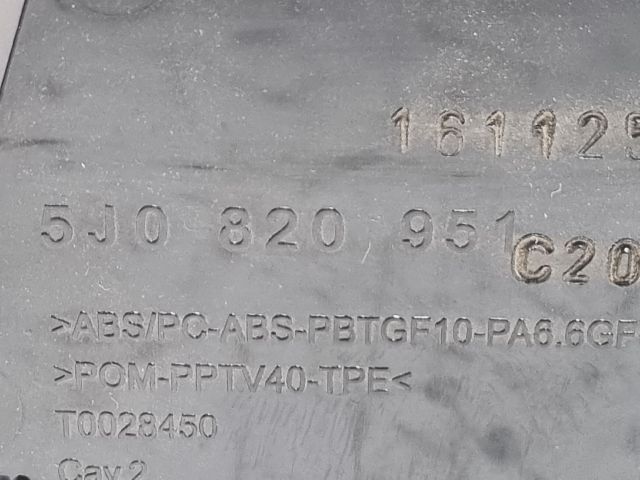 161125
5J0 820 951
C20
>ABS/PC-ABS-PBTGF10-PA6.6GF
>POM-PPTV40-TPE<
T0028450
Cav 2